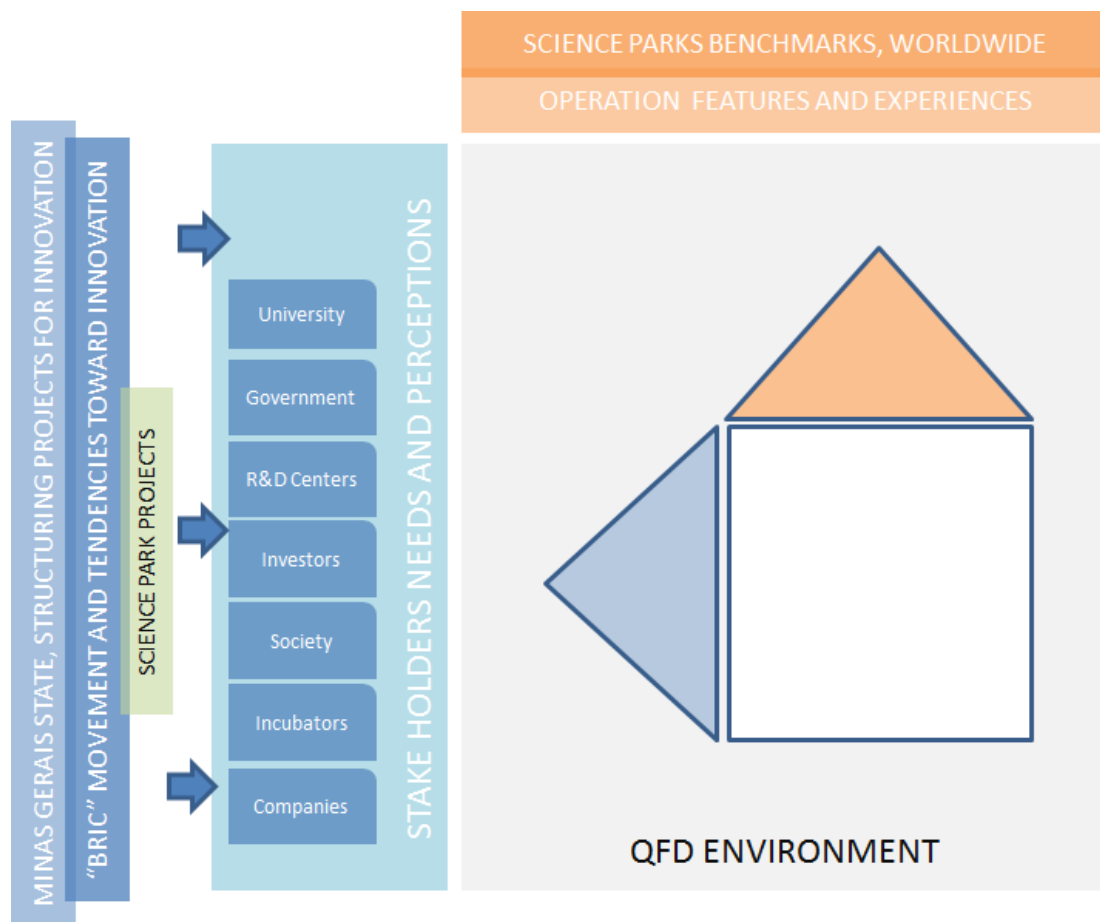 SCIENCE PARKS BENCHMARKS, WORLDWIDE
OPERATION FEATURES AND EXPERIENCES
MINAS GERAIS STATE, STRUCTURING PROJECTS FOR INNOVATION
“BRIC” MOVEMENT AND TENDENCIES TOWARD INNOVATION
SCIENCE PARK PROJECTS
University
Government
R&D Centers
Investors
Society
Incubators
Companies
STAKE HOLDERS NEEDS AND PERCEPTIONS
QFD ENVIRONMENT